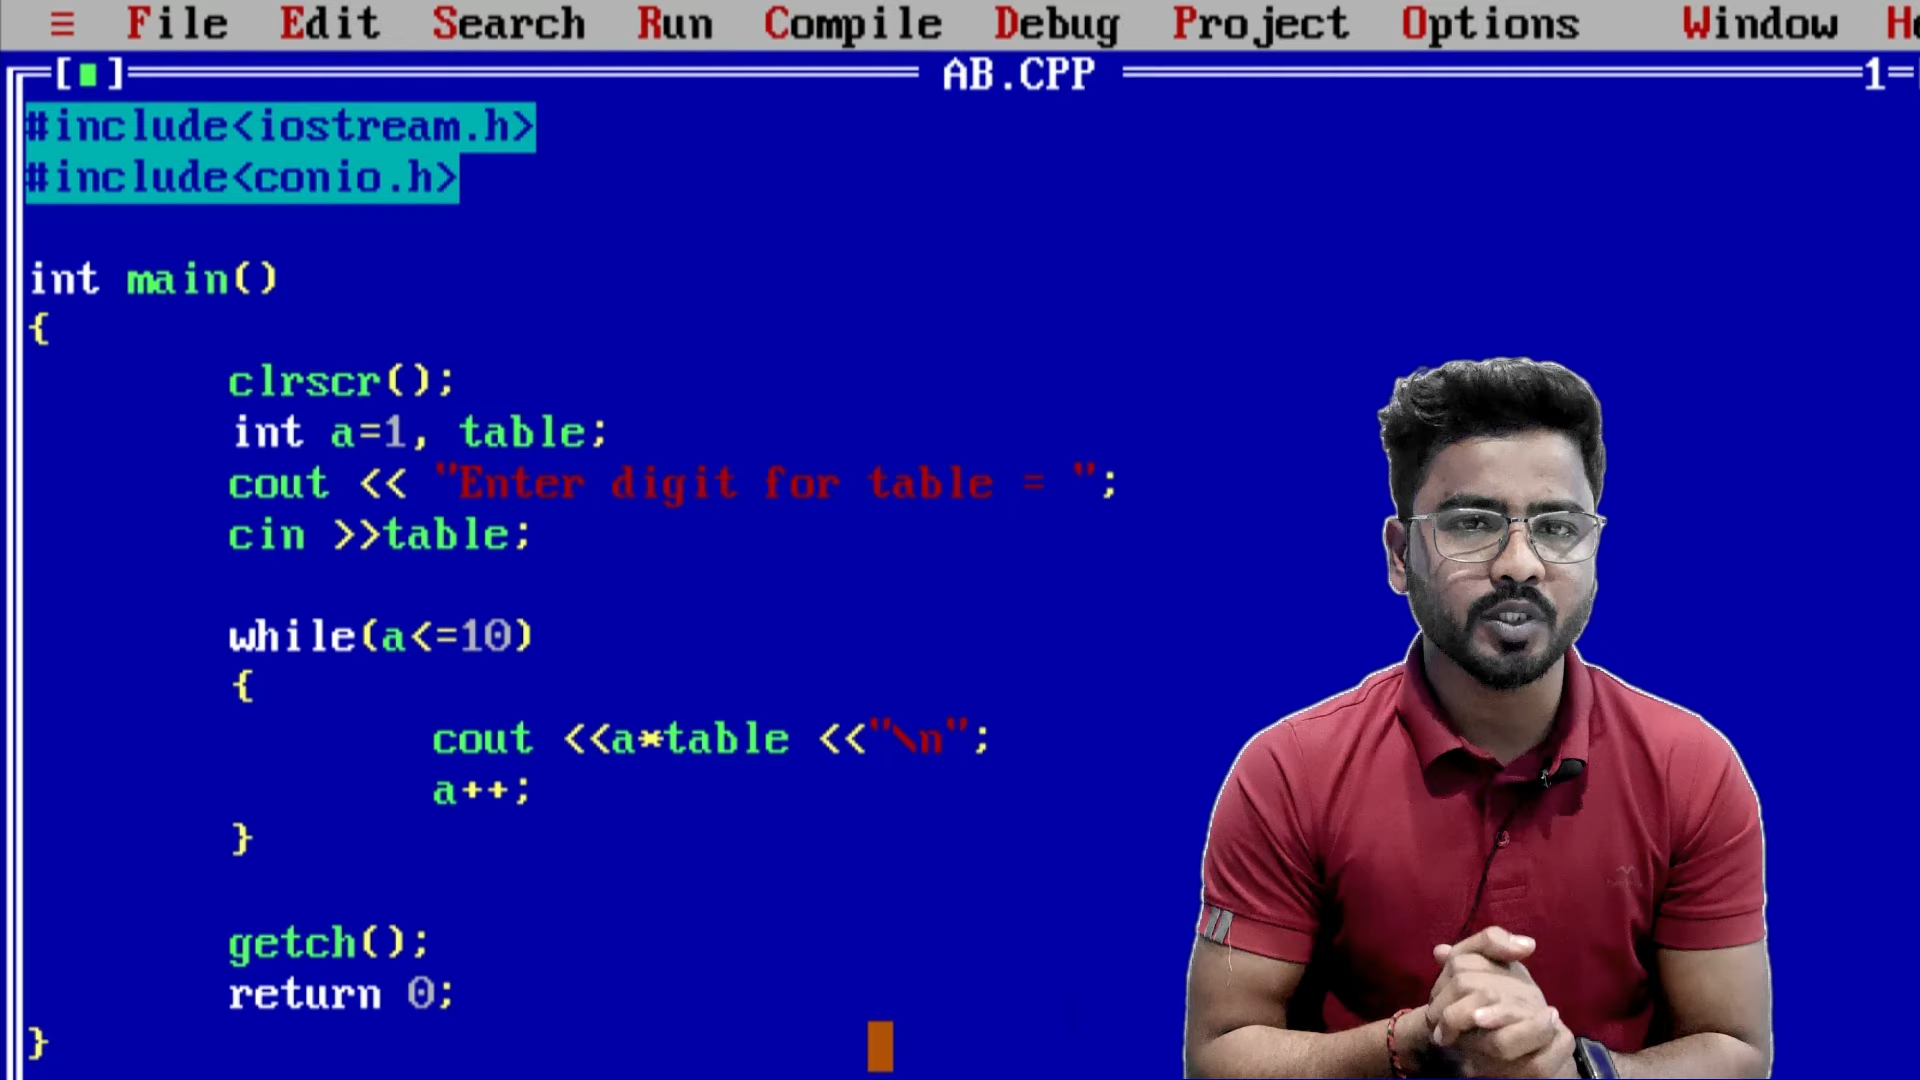 ≡ File Edit Search Run Compile Debug Project Options Window
[■] AB.CPP 1
#include<iostream.h>
#include<conio.h>
int main()
{
clrscr();
int a=1, table;
cout << "Enter digit for table = ";
cin >>table;
while(a<=10)
{
cout <<a*table <<"\n";
a++;
}
getch();
return 0;
}